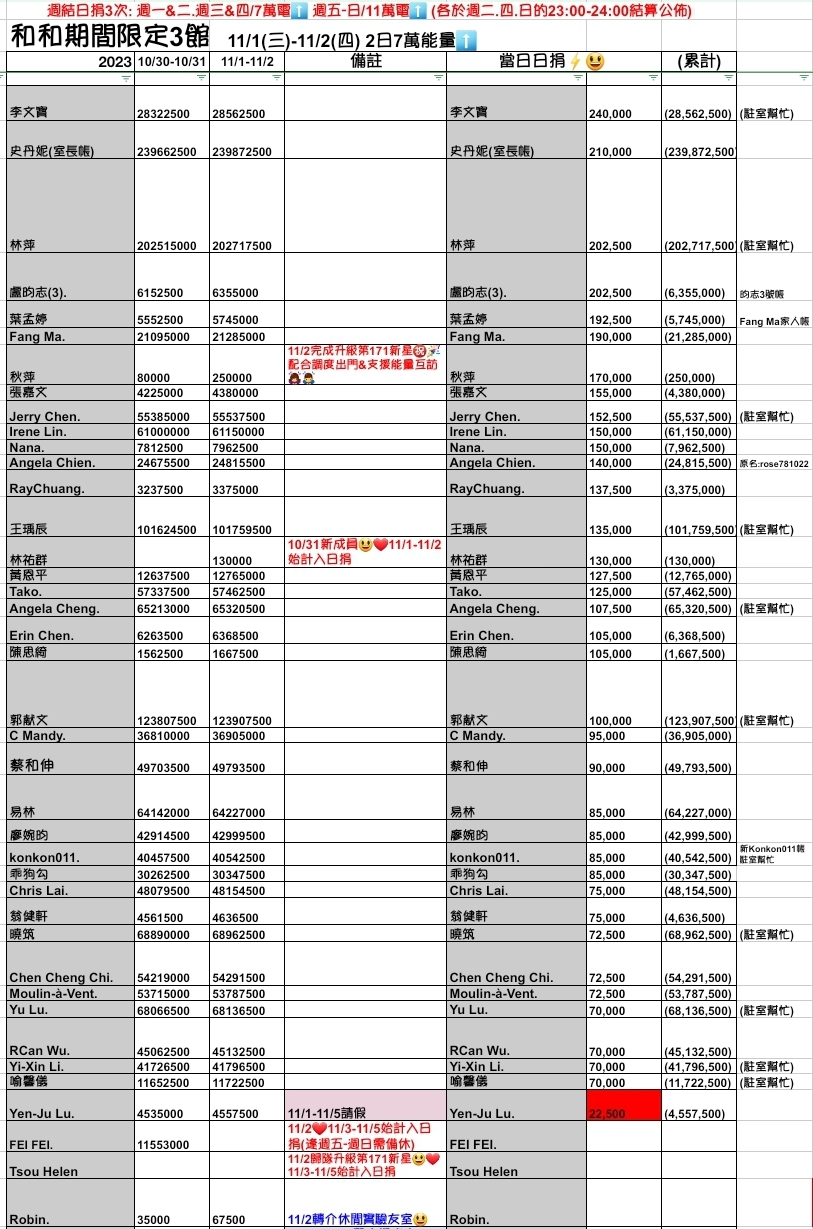 週結日捐3次: 週一&二.週三&四/7萬電⬆️ 週五-日/11萬電⬆️ (各於週二.四.日的23:00-24:00結算公佈)
和和期間限定3館 11/1(三)-11/2(四) 2日7萬能量⬆️
2023 10/30-10/31 11/1-11/2 備註 當日日捐⚡😃 (累計)
李文寶 28322500 28562500 李文寶 240,000 (28,562,500) (駐室幫忙)
史丹妮(室長帳) 239662500 239872500 史丹妮(室長帳) 210,000 (239,872,500)
林萍 202515000 202717500 林萍 202,500 (202,717,500) (駐室幫忙)
盧昀志(3). 6152500 6355000 盧昀志(3). 202,500 (6,355,000) 昀志3號帳
葉孟婷 5552500 5745000 葉孟婷 192,500 (5,745,000) Fang Ma家人帳
Fang Ma. 21095000 21285000 Fang Ma. 190,000 (21,285,000)
11/2完成升級第171新星㊗️🎉
配合調度出門&支援能量互訪
秋萍 80000 250000 秋萍 170,000 (250,000)
張嘉文 4225000 4380000 張嘉文 155,000 (4,380,000)
Jerry Chen. 55385000 55537500 Jerry Chen. 152,500 (55,537,500) (駐室幫忙)
Irene Lin. 61000000 61150000 Irene Lin. 150,000 (61,150,000)
Nana. 7812500 7962500 Nana. 150,000 (7,962,500)
Angela Chien. 24675500 24815500 Angela Chien. 140,000 (24,815,500) 原名:rose781022
RayChuang. 3237500 3375000 RayChuang. 137,500 (3,375,000)
王瑀辰 101624500 101759500 王瑀辰 135,000 (101,759,500) (駐室幫忙)
10/31新成員😃❤️11/1-11/2
始計入日捐
林祐群 130000 林祐群 130,000 (130,000)
黃恩平 12637500 12765000 黃恩平 127,500 (12,765,000)
Tako. 57337500 57462500 Tako. 125,000 (57,462,500)
Angela Cheng. 65213000 65320500 Angela Cheng. 107,500 (65,320,500) (駐室幫忙)
Erin Chen. 6263500 6368500 Erin Chen. 105,000 (6,368,500)
陳思綺 1562500 1667500 陳思綺 105,000 (1,667,500)
郭献文 123807500 123907500 郭献文 100,000 (123,907,500) (駐室幫忙)
C Mandy. 36810000 36905000 C Mandy. 95,000 (36,905,000)
蔡和伸 49703500 49793500 蔡和伸 90,000 (49,793,500)
易林 64142000 64227000 易林 85,000 (64,227,000)
廖婉昀 42914500 42999500 廖婉昀 85,000 (42,999,500)
konkon011. 40457500 40542500 konkon011. 85,000 (40,542,500) 新Konkon011帳
駐室幫忙
乖狗勾 30262500 30347500 乖狗勾 85,000 (30,347,500)
Chris Lai. 48079500 48154500 Chris Lai. 75,000 (48,154,500)
翁健軒 4561500 4636500 翁健軒 75,000 (4,636,500)
曉筑 68890000 68962500 曉筑 72,500 (68,962,500) (駐室幫忙)
Chen Cheng Chi. 54219000 54291500 Chen Cheng Chi. 72,500 (54,291,500)
Moulin-à-Vent. 53715000 53787500 Moulin-à-Vent. 72,500 (53,787,500)
Yu Lu. 68066500 68136500 Yu Lu. 70,000 (68,136,500) (駐室幫忙)
RCan Wu. 45062500 45132500 RCan Wu. 70,000 (45,132,500)
Yi-Xin Li. 41726500 41796500 Yi-Xin Li. 70,000 (41,796,500) (駐室幫忙)
喻馨儀 11652500 11722500 喻馨儀 70,000 (11,722,500) (駐室幫忙)
Yen-Ju Lu. 4535000 4557500 11/1-11/5請假 Yen-Ju Lu. 22,500 (4,557,500)
11/2❤️11/3-11/5始計入日
捐(逢週五-週日需備休)
FEI FEI. 11553000 FEI FEI.
11/2歸隊升級第171新星😃❤️
11/3-11/5始計入日捐
Tsou Helen Tsou Helen
Robin. 35000 67500 11/2轉介休閒實驗友室😃 Robin.